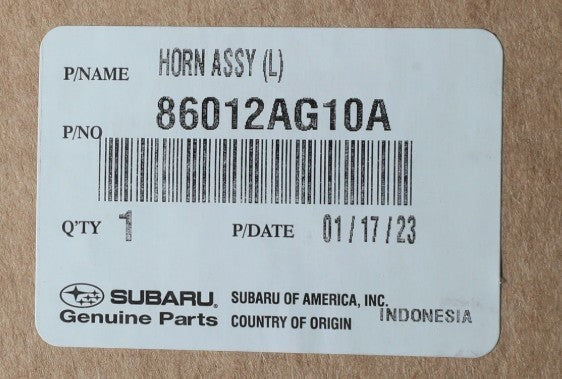 P/NAME HORN ASSY (L)
P/NO 86012AG10A
Q'TY 1 P/DATE 01/17/23
SUBARU. SUBARU OF AMERICA, INC.
Genuine Parts COUNTRY OF ORIGIN INDONESIA